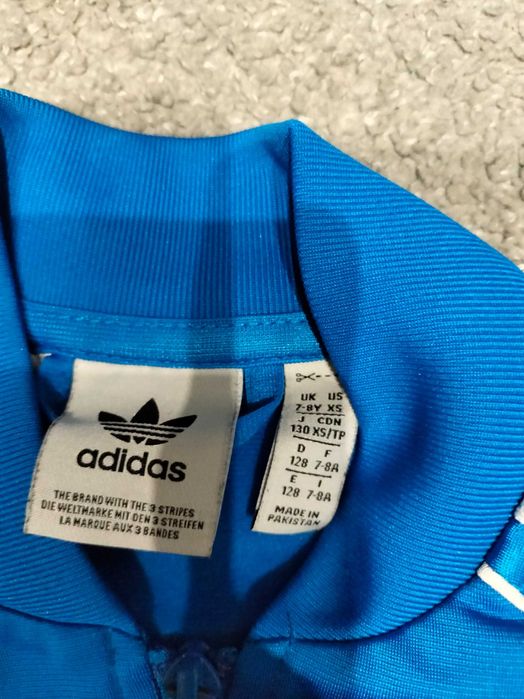 adidas
THE BRAND WITH THE 3 STRIPES
DIE WELTMARKE MIT DEN 3 STREIFEN
LA MARQUE AUX 3 BANDES
UK US
7-8Y XS
J CDN
130 XS/TP
D F
128 7-8A
E I
128 7-8A
MADE IN
PAKISTAN